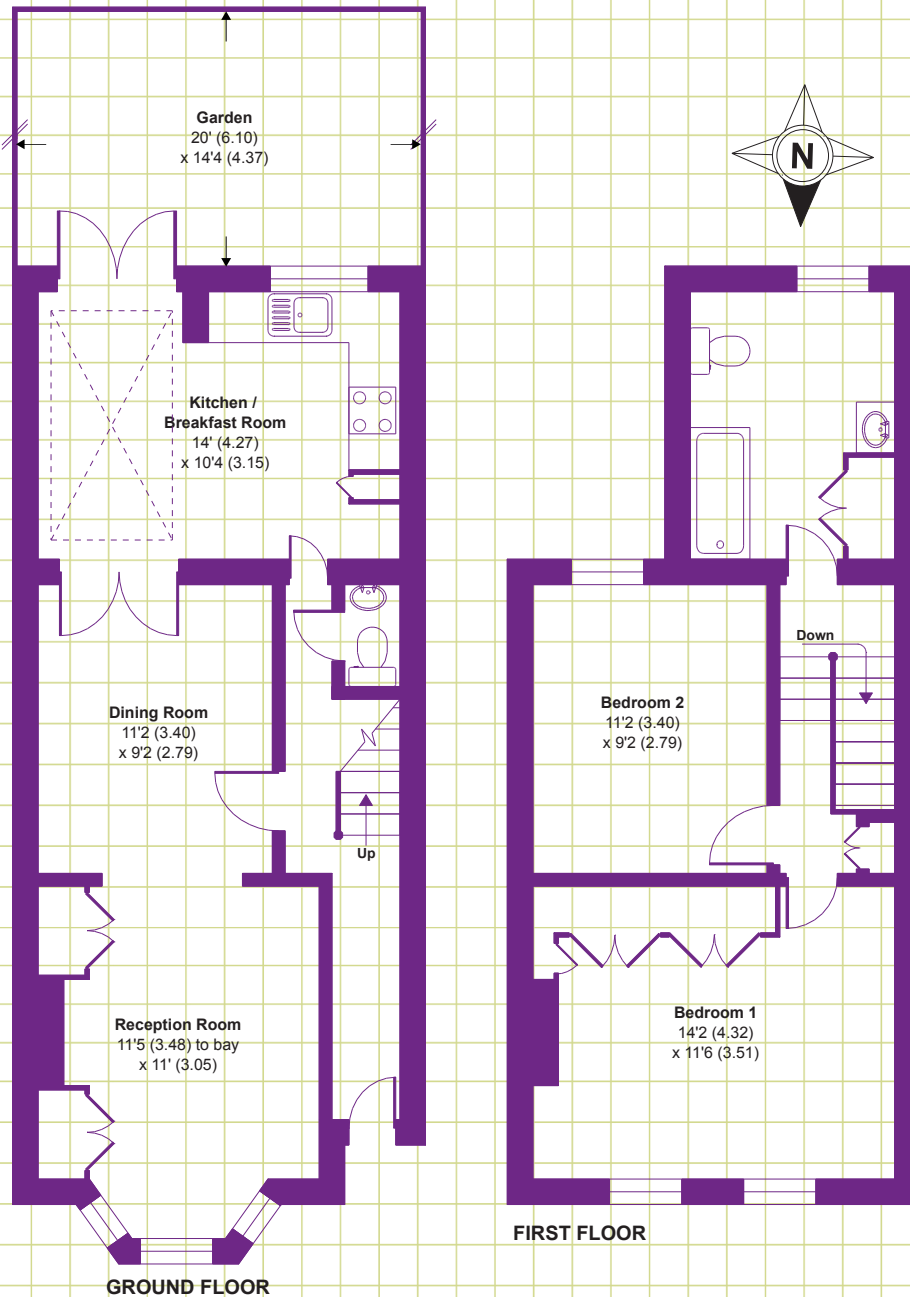 Garden
20' (6.10)
x 14'4 (4.37)
N
Kitchen /
Breakfast Room
14' (4.27)
x 10'4 (3.15)
Dining Room
11'2 (3.40)
x 9'2 (2.79)
Up
Reception Room
11'5 (3.48) to bay
x 11' (3.05)
GROUND FLOOR
Down
Bedroom 2
11'2 (3.40)
x 9'2 (2.79)
Bedroom 1
14'2 (4.32)
x 11'6 (3.51)
FIRST FLOOR